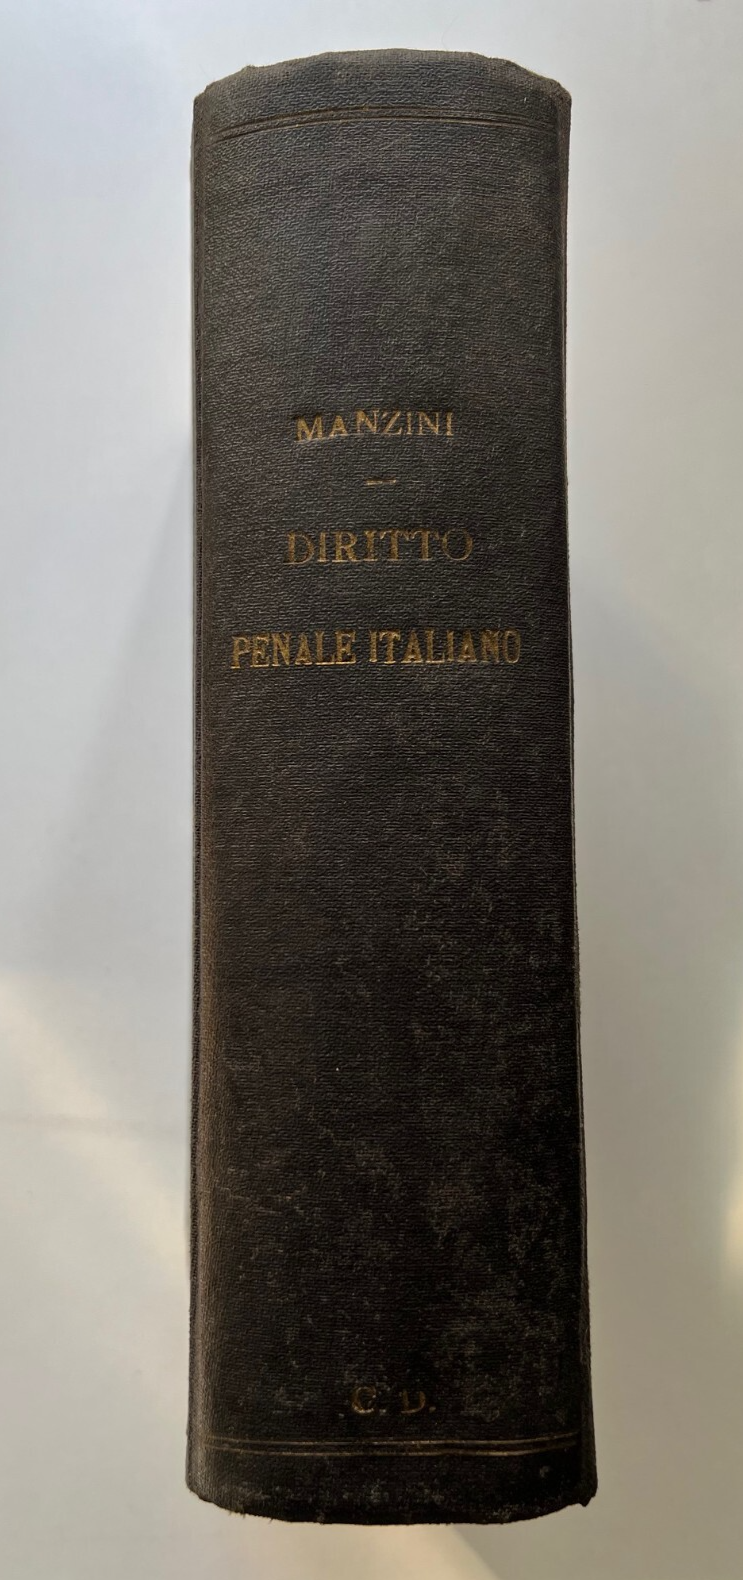 MANZINI
DIRITTO
PENALE ITALIANO
C. D.